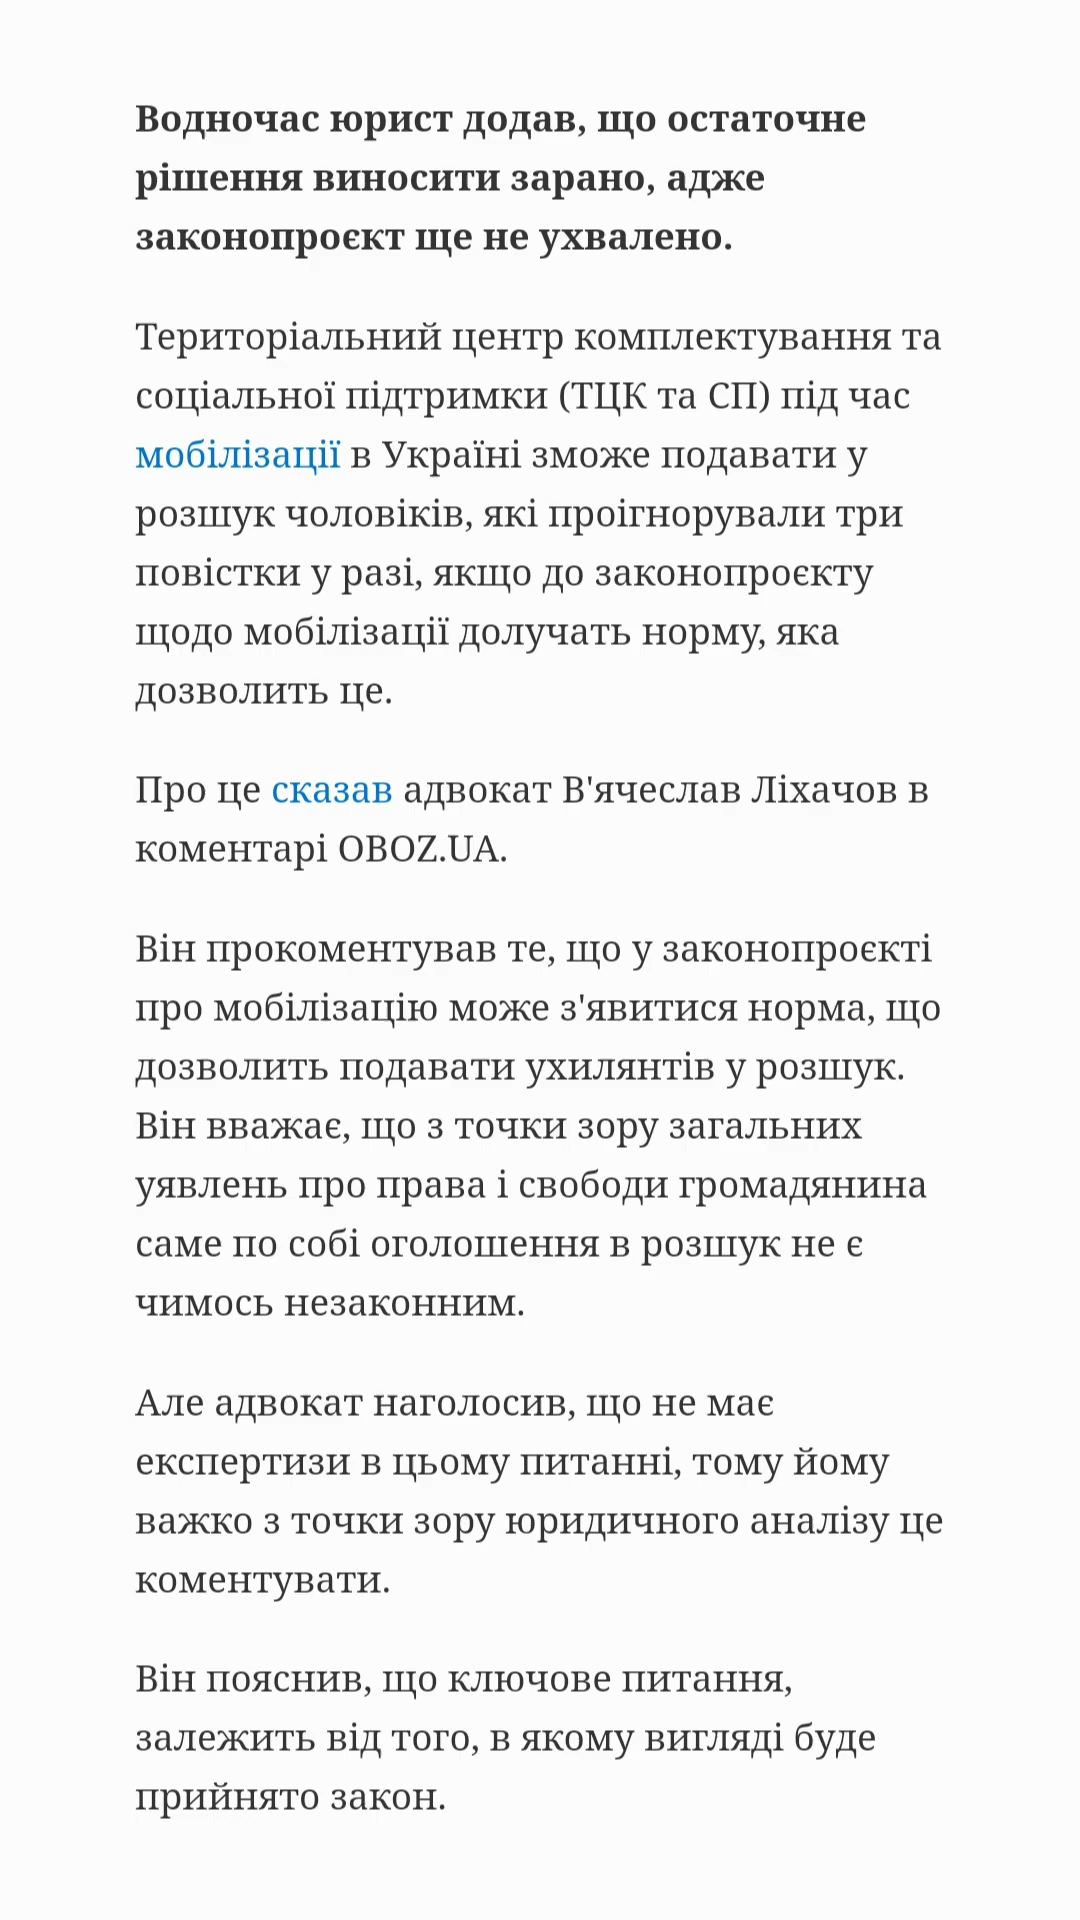 Водночас юрист додав, що остаточне
рішення виносити зарано, адже
законопроєкт ще не ухвалено.
Територіальний центр комплектування та
соціальної підтримки (ТЦК та СП) під час
мобілізації в Україні зможе подавати у
розшук чоловіків, які проігнорували три
повістки у разі, якщо до законопроєкту
щодо мобілізації долучать норму, яка
дозволить це.
Про це сказав адвокат В'ячеслав Ліхачов в
коментарі OBOZ.UA.
Він прокоментував те, що у законопроєкті
про мобілізацію може з'явитися норма, що
дозволить подавати ухилянтів у розшук.
Він вважає, що з точки зору загальних
уявлень про права і свободи громадянина
саме по собі оголошення в розшук не є
чимось незаконним.
Але адвокат наголосив, що не має
експертизи в цьому питанні, тому йому
важко з точки зору юридичного аналізу це
коментувати.
Він пояснив, що ключове питання,
залежить від того, в якому вигляді буде
прийнято закон.